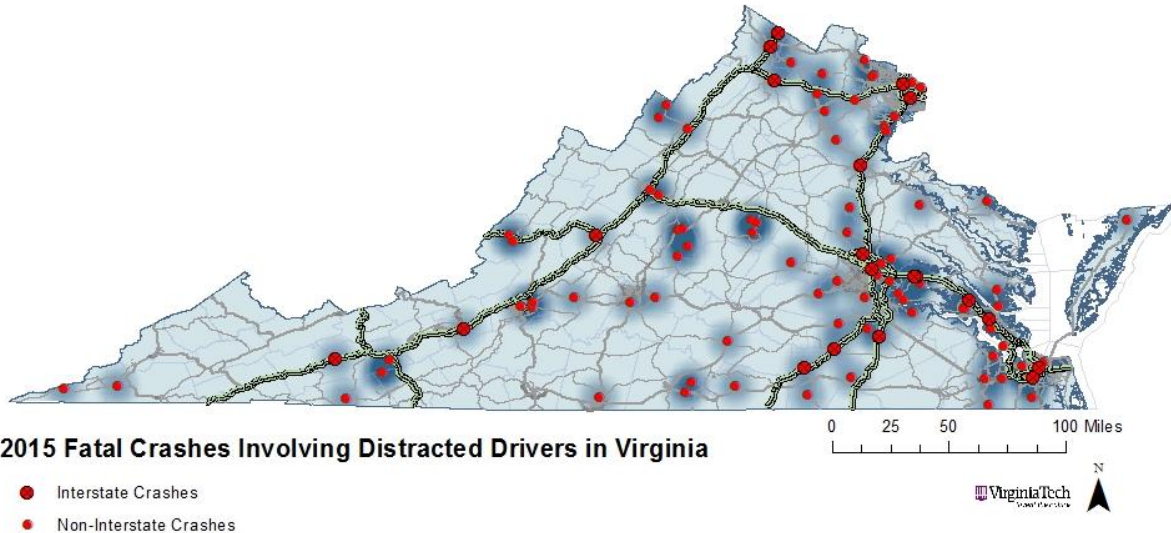 0 25 50 100 Miles
2015 Fatal Crashes Involving Distracted Drivers in Virginia
Interstate Crashes
Non-Interstate Crashes
VirginiaTech
N